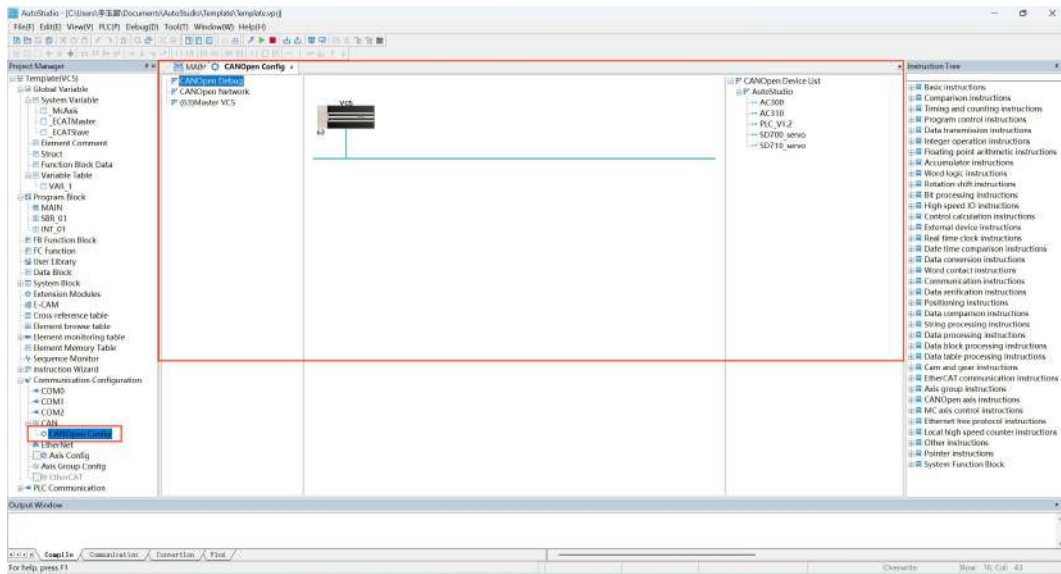 AutoStudio - [C:\Users\李玉颖\Documents\AutoStudio\Template\Template.vprj]
File(F) Edit(E) View(V) PLC(P) Debug(D) Tool(T) Window(W) Help(H)
Project Manager
Template(VC5)
Global Variable
System Variable
_McAxis
_ECATMaster
_ECATSlave
Element Comment
Struct
Function Block Data
Variable Table
VAR_1
Program Block
MAIN
SBR_01
INT_01
FB Function Block
FC Function
User Library
Data Block
System Block
Extension Modules
E-CAM
Cross reference table
Element browse table
Element monitoring table
Element Memory Table
Sequence Monitor
Instruction Wizard
Communication Configuration
COM0
COM1
COM2
CAN
CANOpen Config
EtherNet
Axis Config
Axis Group Config
EtherCAT
PLC Communication
MAIN
CANOpen Config
CANOpen Debug
CANOpen Network
(63)Master VC5
VC5
63
CANOpen Device List
AutoStudio
AC300
AC310
PLC_V1.2
SD700_servo
SD710_servo
Instruction Tree
Basic instructions
Comparison instructions
Timing and counting instructions
Program control instructions
Data transmission instructions
Integer operation instructions
Floating point arithmetic instructions
Accumulator instructions
Word logic instructions
Rotation shift instructions
Bit processing instructions
High speed IO instructions
Control calculation instructions
External device instructions
Real time clock instructions
Date time comparison instructions
Data conversion instructions
Word contact instructions
Communication instructions
Data verification instructions
Positioning instructions
Data comparison instructions
String processing instructions
Data processing instructions
Data block processing instructions
Data table processing instructions
Cam and gear instructions
EtherCAT communication instructions
Axis group instructions
CANOpen axis instructions
MC axis control instructions
Ethernet free protocol instructions
Local high speed counter instructions
Other instructions
Pointer instructions
System Function Block
Output Window
Compile
Communication
Convertion
Find
For help, press F1
Overwrite
Row: 16, Col: 43